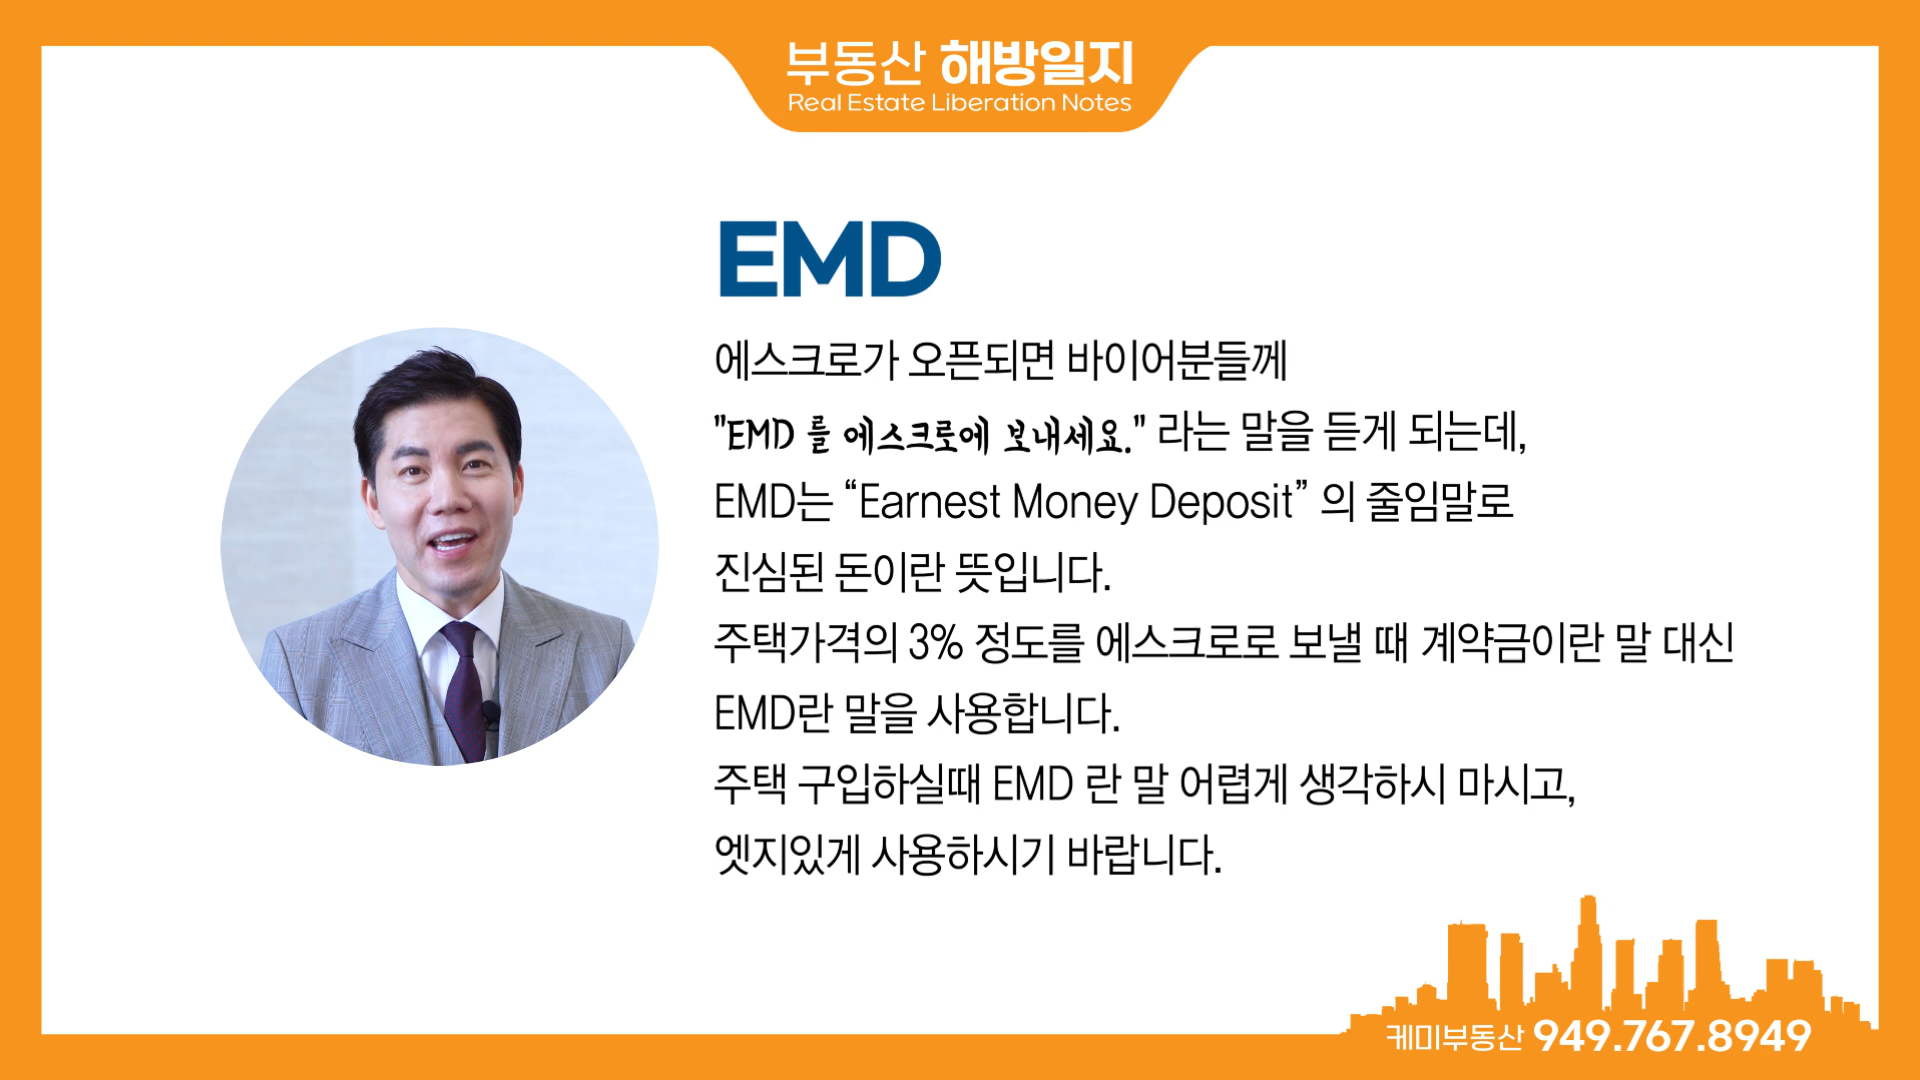 부동산 해방일지
Real Estate Liberation Notes
EMD
에스크로가 오픈되면 바이어분들께
"EMD 를 에스크로에 보내세요." 라는 말을 듣게 되는데,
EMD는 “Earnest Money Deposit” 의 줄임말로
진심된 돈이란 뜻입니다.
주택가격의 3% 정도를 에스크로로 보낼 때 계약금이란 말 대신
EMD란 말을 사용합니다.
주택 구입하실때 EMD 란 말 어렵게 생각하시 마시고,
엣지있게 사용하시기 바랍니다.
케미부동산 949.767.8949